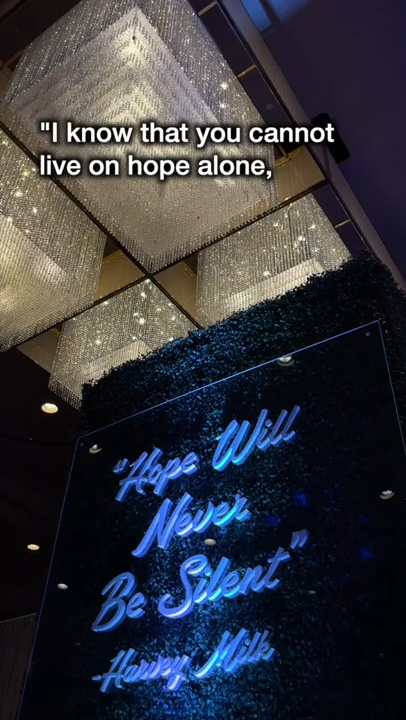 "I know that you cannot
live on hope alone,
"Hope Will
Never
Be Silent"
-Harvey Milk